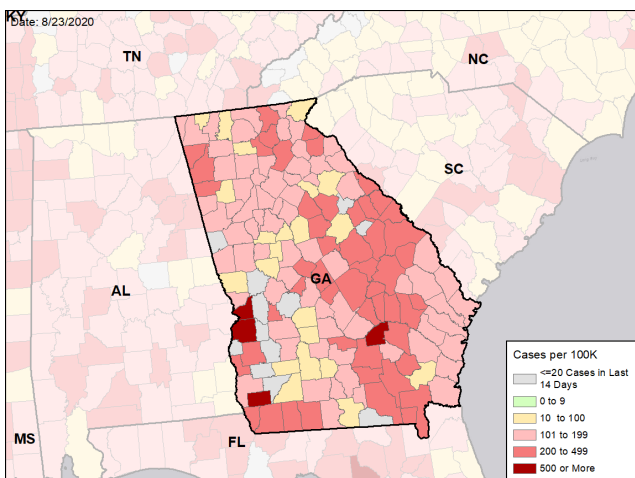 KY
Date: 8/23/2020
TN
NC
SC
AL
GA
MS
FL
Cases per 100K
<=20 Cases in Last
14 Days
0 to 9
10 to 100
101 to 199
200 to 499
500 or More